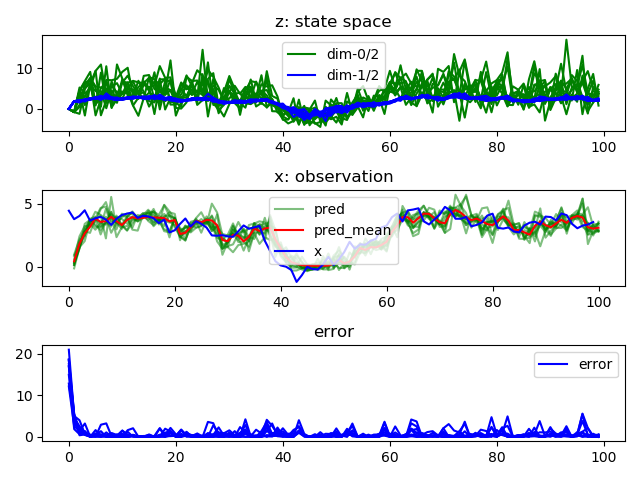 z: state space
10
0
dim-0/2
dim-1/2
0 20 40 60 80 100
x: observation
5
0
pred
pred_mean
x
0 20 40 60 80 100
error
20
10
0
error
0 20 40 60 80 100